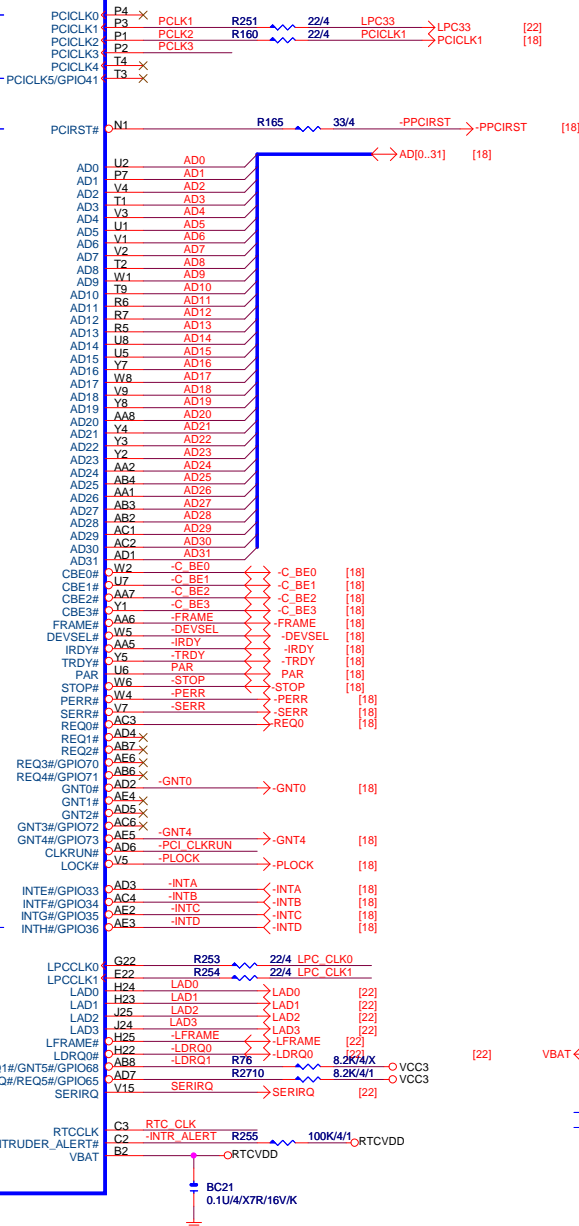 PCICLK0 P4
PCICLK1 P3 PCLK1 R251 22/4 LPC33 LPC33 [22]
PCICLK2 P1 PCLK2 R160 22/4 PCICLK1 PCICLK1 [18]
PCICLK3 P2 PCLK3
PCICLK4 T4
PCICLK5/GPIO41 T3
PCIRST# N1 R165 33/4 -PPCIRST -PPCIRST [18]
AD[0..31] [18]
AD0 U2 AD0
AD1 P7 AD1
AD2 V4 AD2
AD3 T1 AD3
AD4 V3 AD4
AD5 U1 AD5
AD6 V1 AD6
AD7 V2 AD7
AD8 T2 AD8
AD9 W1 AD9
AD10 T9 AD10
AD11 R6 AD11
AD12 R7 AD12
AD13 R5 AD13
AD14 U8 AD14
AD15 U5 AD15
AD16 Y7 AD16
AD17 W8 AD17
AD18 V9 AD18
AD19 Y8 AD19
AD20 AA8 AD20
AD21 Y4 AD21
AD22 Y3 AD22
AD23 Y2 AD23
AD24 AA2 AD24
AD25 AB4 AD25
AD26 AA1 AD26
AD27 AB3 AD27
AD28 AB2 AD28
AD29 AC1 AD29
AD30 AC2 AD30
AD31 AD1 AD31
CBE0# W2 -C_BE0 -C_BE0 [18]
CBE1# U7 -C_BE1 -C_BE1 [18]
CBE2# AA7 -C_BE2 -C_BE2 [18]
CBE3# Y1 -C_BE3 -C_BE3 [18]
FRAME# AA6 -FRAME -FRAME [18]
DEVSEL# W5 -DEVSEL -DEVSEL [18]
IRDY# AA5 -IRDY -IRDY [18]
TRDY# Y5 -TRDY -TRDY [18]
PAR U6 PAR PAR [18]
STOP# W6 -STOP -STOP [18]
PERR# W4 -PERR -PERR [18]
SERR# V7 -SERR -SERR [18]
REQ0# AC3 -REQ0 [18]
REQ1# AD4
REQ2# AB7
REQ3#/GPIO70 AE6
REQ4#/GPIO71 AB6
GNT0# AD2 -GNT0 -GNT0 [18]
GNT1# AE4
GNT2# AD5
GNT3#/GPIO72 AC6
GNT4#/GPIO73 AE5 -GNT4 -GNT4 [18]
CLKRUN# AD6 -PCI_CLKRUN
LOCK# V5 -PLOCK -PLOCK [18]
INTE#/GPIO33 AD3 -INTA -INTA [18]
INTF#/GPIO34 AC4 -INTB -INTB [18]
INTG#/GPIO35 AE2 -INTC -INTC [18]
INTH#/GPIO36 AE3 -INTD -INTD [18]
LPCCLK0 G22 R253 22/4 LPC_CLK0
LPCCLK1 E22 R254 22/4 LPC_CLK1
LAD0 H24 LAD0 LAD0 [22]
LAD1 H23 LAD1 LAD1 [22]
LAD2 J25 LAD2 LAD2 [22]
LAD3 J24 LAD3 LAD3 [22]
LFRAME# H25 -LFRAME -LFRAME [22]
LDRQ0# H22 -LDRQ0 -LDRQ0 [22] [22] VBAT
1#/GNT5#/GPIO68 AB8 -LDRQ1 R76 8.2K/4/X VCC3
Q#/REQ5#/GPIO65 AD7 R2710 8.2K/4/1 VCC3
SERIRQ V15 SERIRQ SERIRQ [22]
RTCCLK C3 RTC_CLK
NTRUDER_ALERT# C2 -INTR_ALERT R255 100K/4/1 RTCVDD
VBAT B2 RTCVDD
BC21
0.1U/4/X7R/16V/K